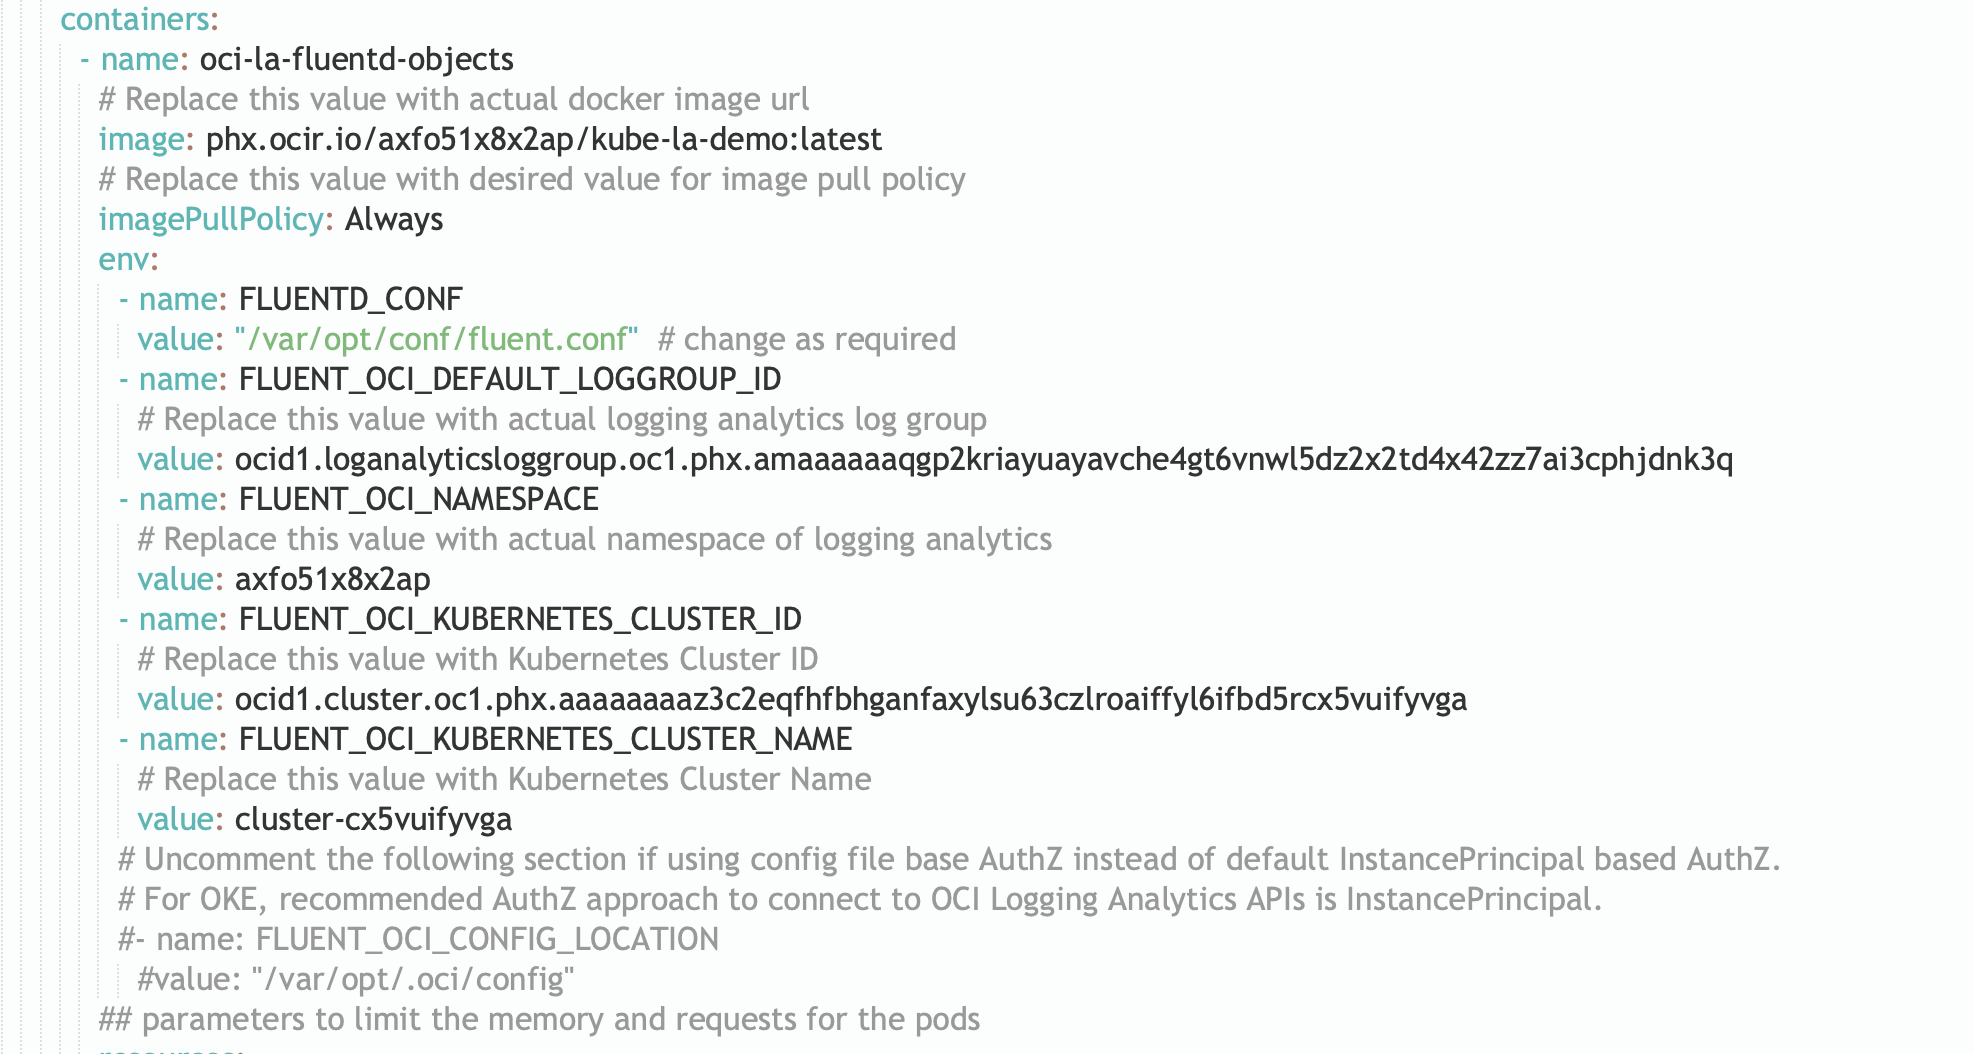 containers:
- name: oci-la-fluentd-objects
# Replace this value with actual docker image url
image: phx.ocir.io/axfo51x8x2ap/kube-la-demo:latest
# Replace this value with desired value for image pull policy
imagePullPolicy: Always
env:
- name: FLUENTD_CONF
value: "/var/opt/conf/fluent.conf" # change as required
- name: FLUENT_OCI_DEFAULT_LOGGROUP_ID
# Replace this value with actual logging analytics log group
value: ocid1.loganalyticsloggroup.oc1.phx.amaaaaaaqgp2kriayuayavche4gt6vnwl5dz2x2td4x42zz7ai3cphjdnk3q
- name: FLUENT_OCI_NAMESPACE
# Replace this value with actual namespace of logging analytics
value: axfo51x8x2ap
- name: FLUENT_OCI_KUBERNETES_CLUSTER_ID
# Replace this value with Kubernetes Cluster ID
value: ocid1.cluster.oc1.phx.aaaaaaaaz3c2eqfhfbhganfaxylsu63czlroaiffyl6ifbd5rcx5vuifyvga
- name: FLUENT_OCI_KUBERNETES_CLUSTER_NAME
# Replace this value with Kubernetes Cluster Name
value: cluster-cx5vuifyvga
# Uncomment the following section if using config file base AuthZ instead of default InstancePrincipal based AuthZ.
# For OKE, recommended AuthZ approach to connect to OCI Logging Analytics APIs is InstancePrincipal.
#- name: FLUENT_OCI_CONFIG_LOCATION
#value: "/var/opt/.oci/config"
## parameters to limit the memory and requests for the pods